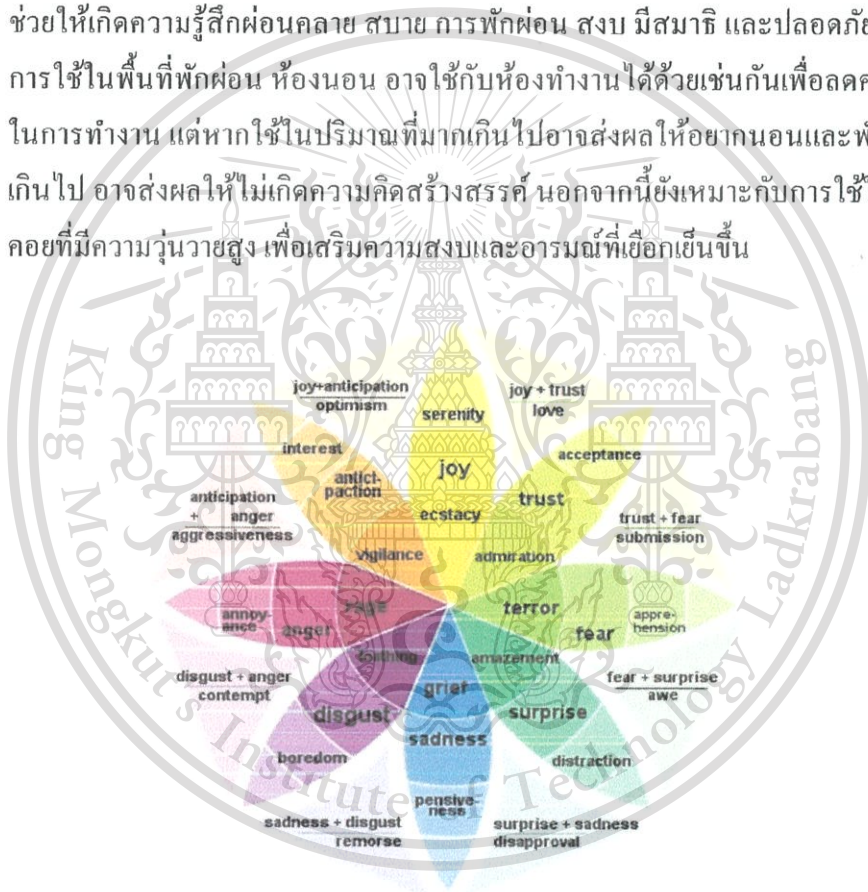 ช่วยให้เกิดความรู้สึกผ่อนคลาย สบาย การพักผ่อน สงบ มีสมาธิ และปลอดภัย
การใช้ในพื้นที่พักผ่อน ห้องนอน อาจใช้กับห้องทำงานได้ด้วยเช่นกันเพื่อลดค
ในการทำงาน แต่หากใช้ในปริมาณที่มากเกินไปอาจส่งผลให้อยากนอนและพั
เกินไป อาจส่งผลให้ไม่เกิดความคิดสร้างสรรค์ นอกจากนี้ยังเหมาะกับการใช้ใ
คอยที่มีความวุ่นวายสูง เพื่อเสริมความสงบและอารมณ์ที่เยือกเย็นขึ้น
joy+anticipation
optimism
serenity
joy + trust
love
interest
acceptance
joy
antici-
paction
trust
anticipation
+ anger
aggressiveness
ecstacy
trust + fear
submission
vigilance
admiration
annoy-
ance
anger
rage
terror
fear
appre-
hension
disgust + anger
contempt
loathing
amazement
fear + surprise
awe
grief
disgust
surprise
sadness
boredom
distraction
pensive-
ness
sadness + disgust
remorse
surprise + sadness
disapproval
King Mongkut's Institute of Technology Ladkrabang